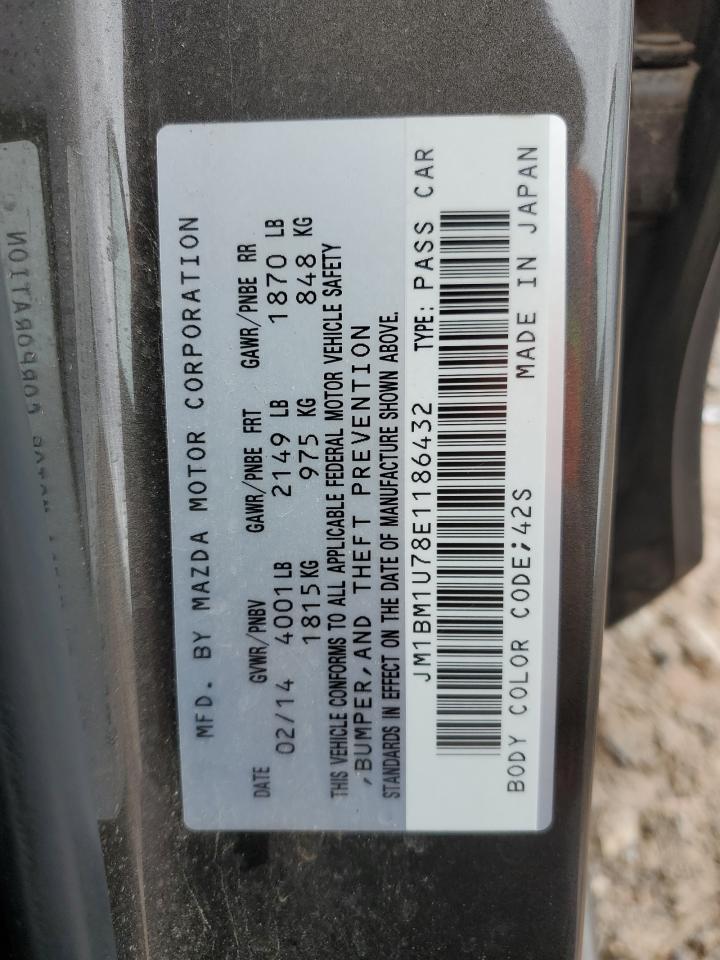 MFD. BY MAZDA MOTOR CORPORATION
DATE GVWR/PNBV GAWR/PNBE FRT GAWR/PNBE RR
02/14 4001LB 2149 LB 1870 LB
1815KG 975 KG 848 KG
THIS VEHICLE CONFORMS TO ALL APPLICABLE FEDERAL MOTOR VEHICLE SAFETY
,BUMPER,AND THEFT PREVENTION
STANDARDS IN EFFECT ON THE DATE OF MANUFACTURE SHOWN ABOVE.
JM1BM1U78E1186432 TYPE: PASS CAR
BODY COLOR CODE;42S MADE IN JAPAN
CORPORATION